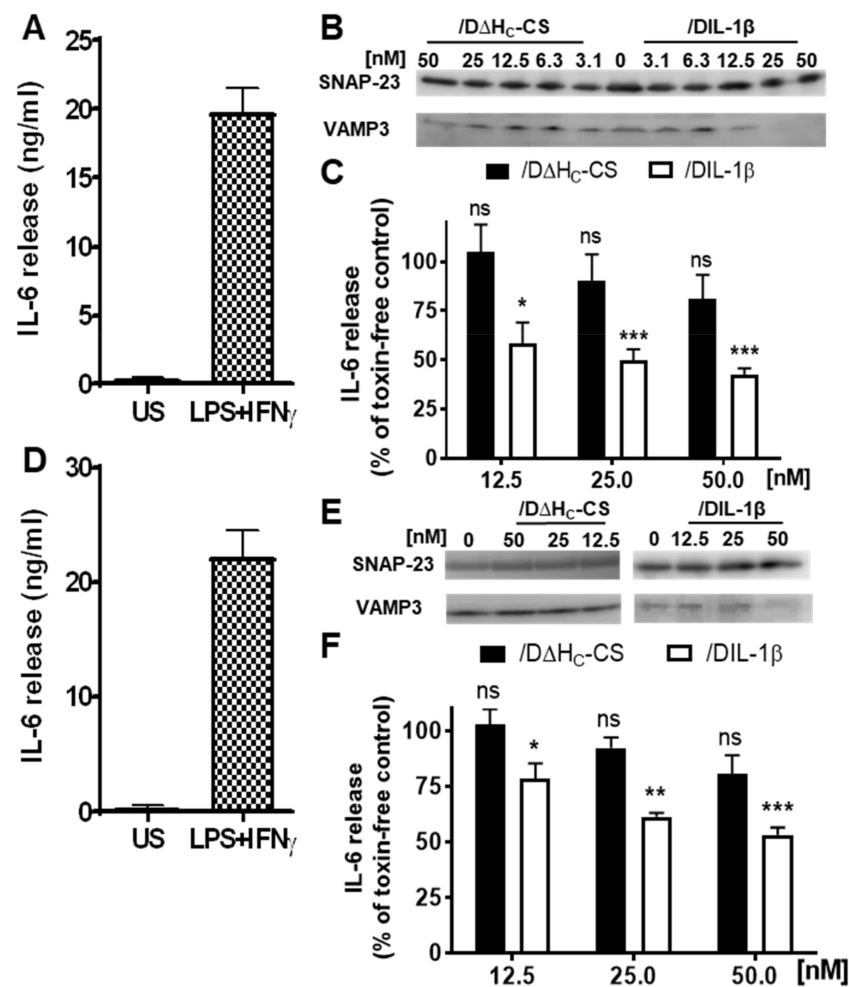 A
IL-6 release (ng/ml)
25
20
15
10
5
0
US LPS+IFNγ
B
/DΔHC-CS /DIL-1β
[nM] 50 25 12.5 6.3 3.1 0 3.1 6.3 12.5 25 50
SNAP-23
VAMP3
C
/DΔHC-CS /DIL-1β
IL-6 release
(% of toxin-free control)
100
75
50
25
0
ns * ns *** ns ***
12.5 25.0 50.0 [nM]
D
IL-6 release (ng/ml)
30
20
10
0
US LPS+IFNγ
E
/DΔHC-CS /DIL-1β
[nM] 0 50 25 12.5 0 12.5 25 50
SNAP-23
VAMP3
F
/DΔHC-CS /DIL-1β
IL-6 release
(% of toxin-free control)
100
75
50
25
0
ns * ns ** ns ***
12.5 25.0 50.0 [nM]